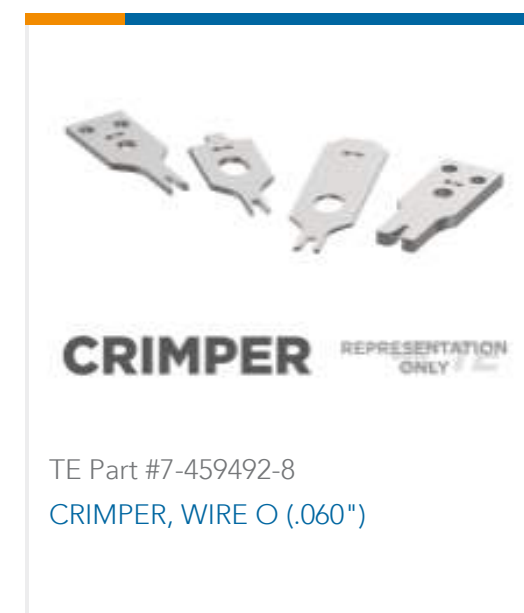 CRIMPER
REPRESENTATION
ONLY
TE Part #7-459492-8
CRIMPER, WIRE O (.060")